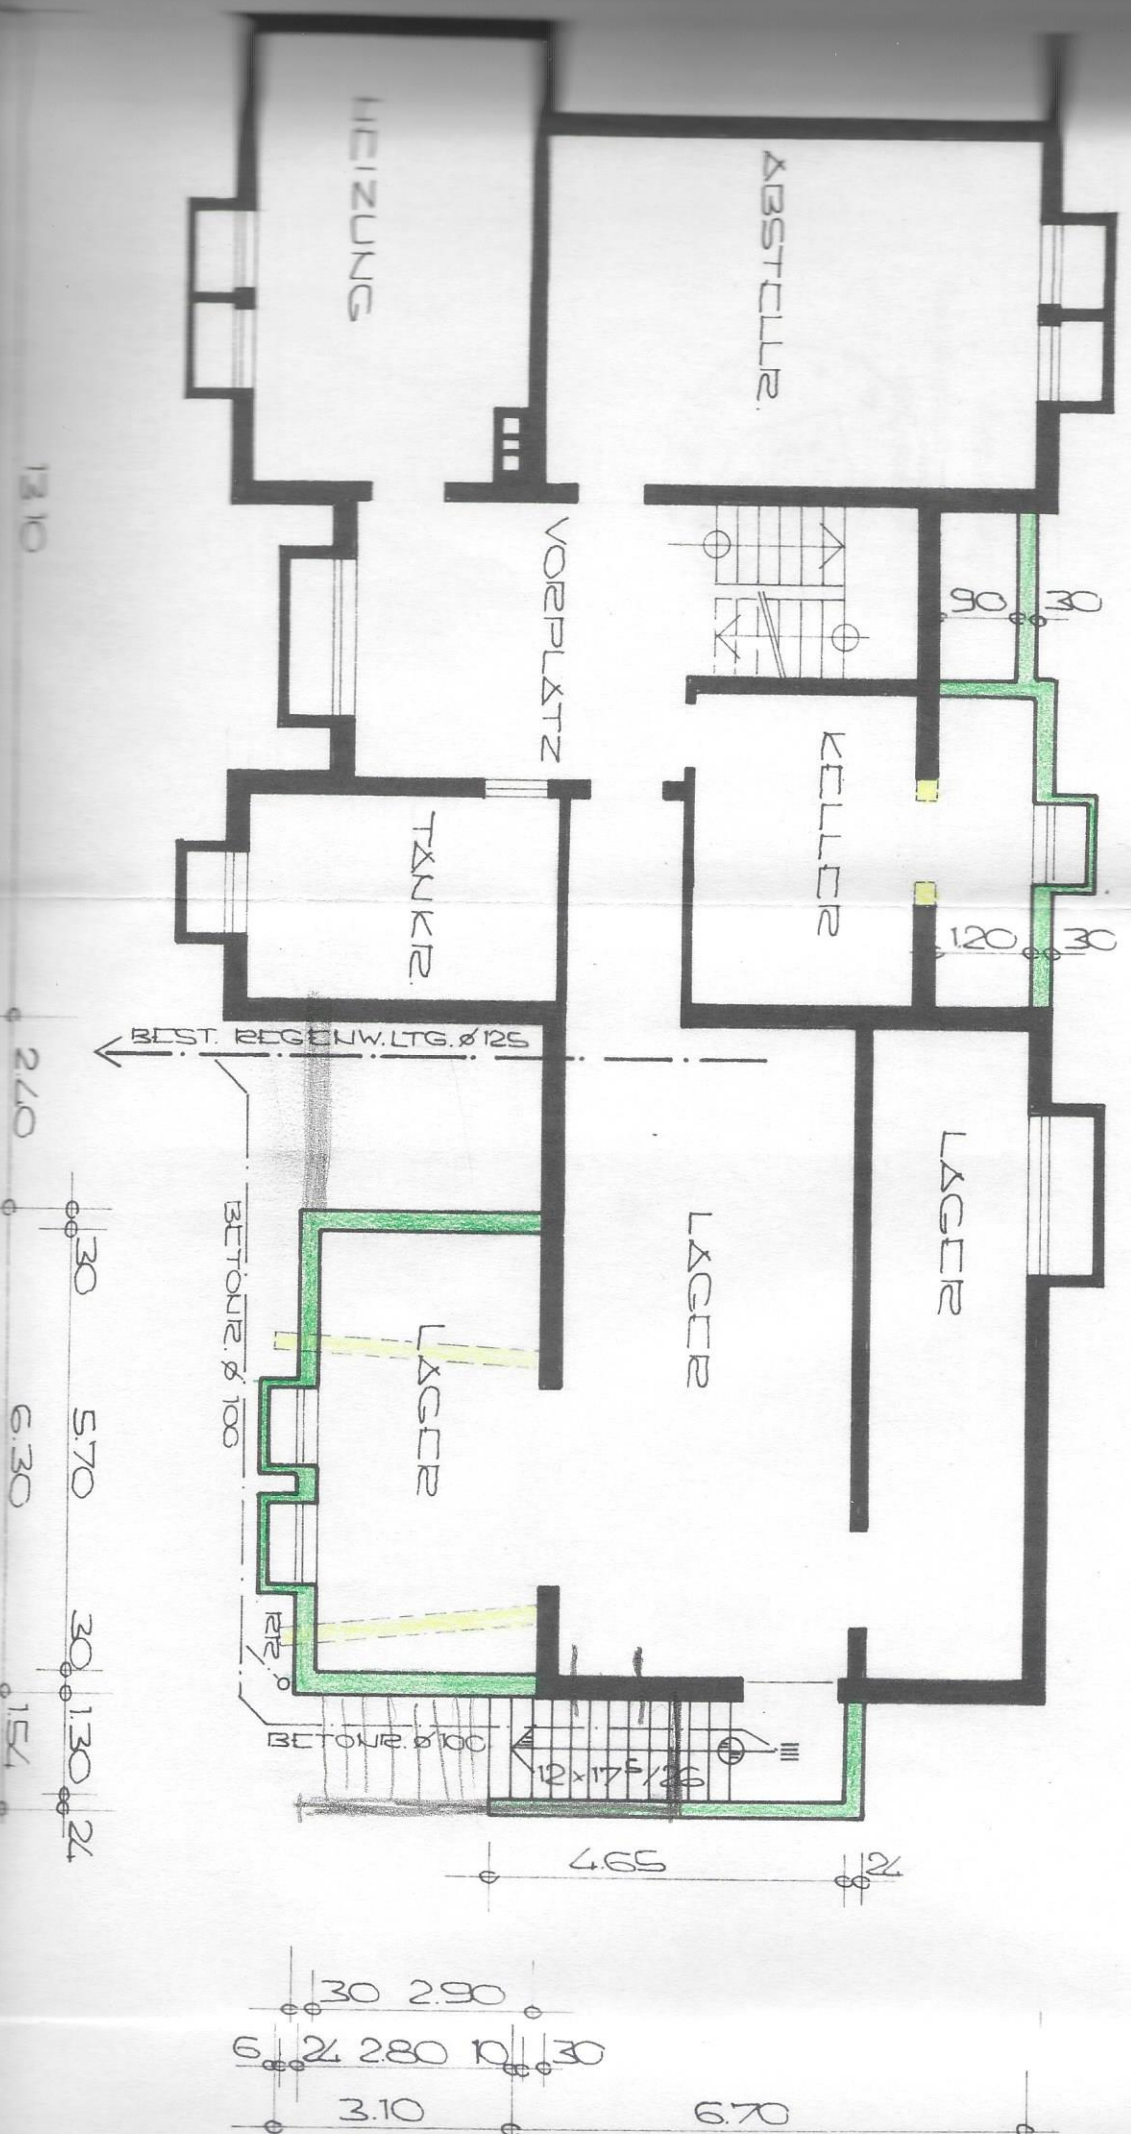 HEIZUNG
ABSTELLR.
13.10
VORPLATZ
90
30
KELLER
TANKR.
1.20
30
BEST. REGENW. LTG. ø 125
2.40
LAGER
BETONR. ø 100
30
LAGER
LAGER
5.70
6.30
RR
30
BETONR. ø 100
1.30
1.54
12 x 17⁵/26
24
4.65
24
30
2.90
6
24
2.80
10
30
3.10
6.70